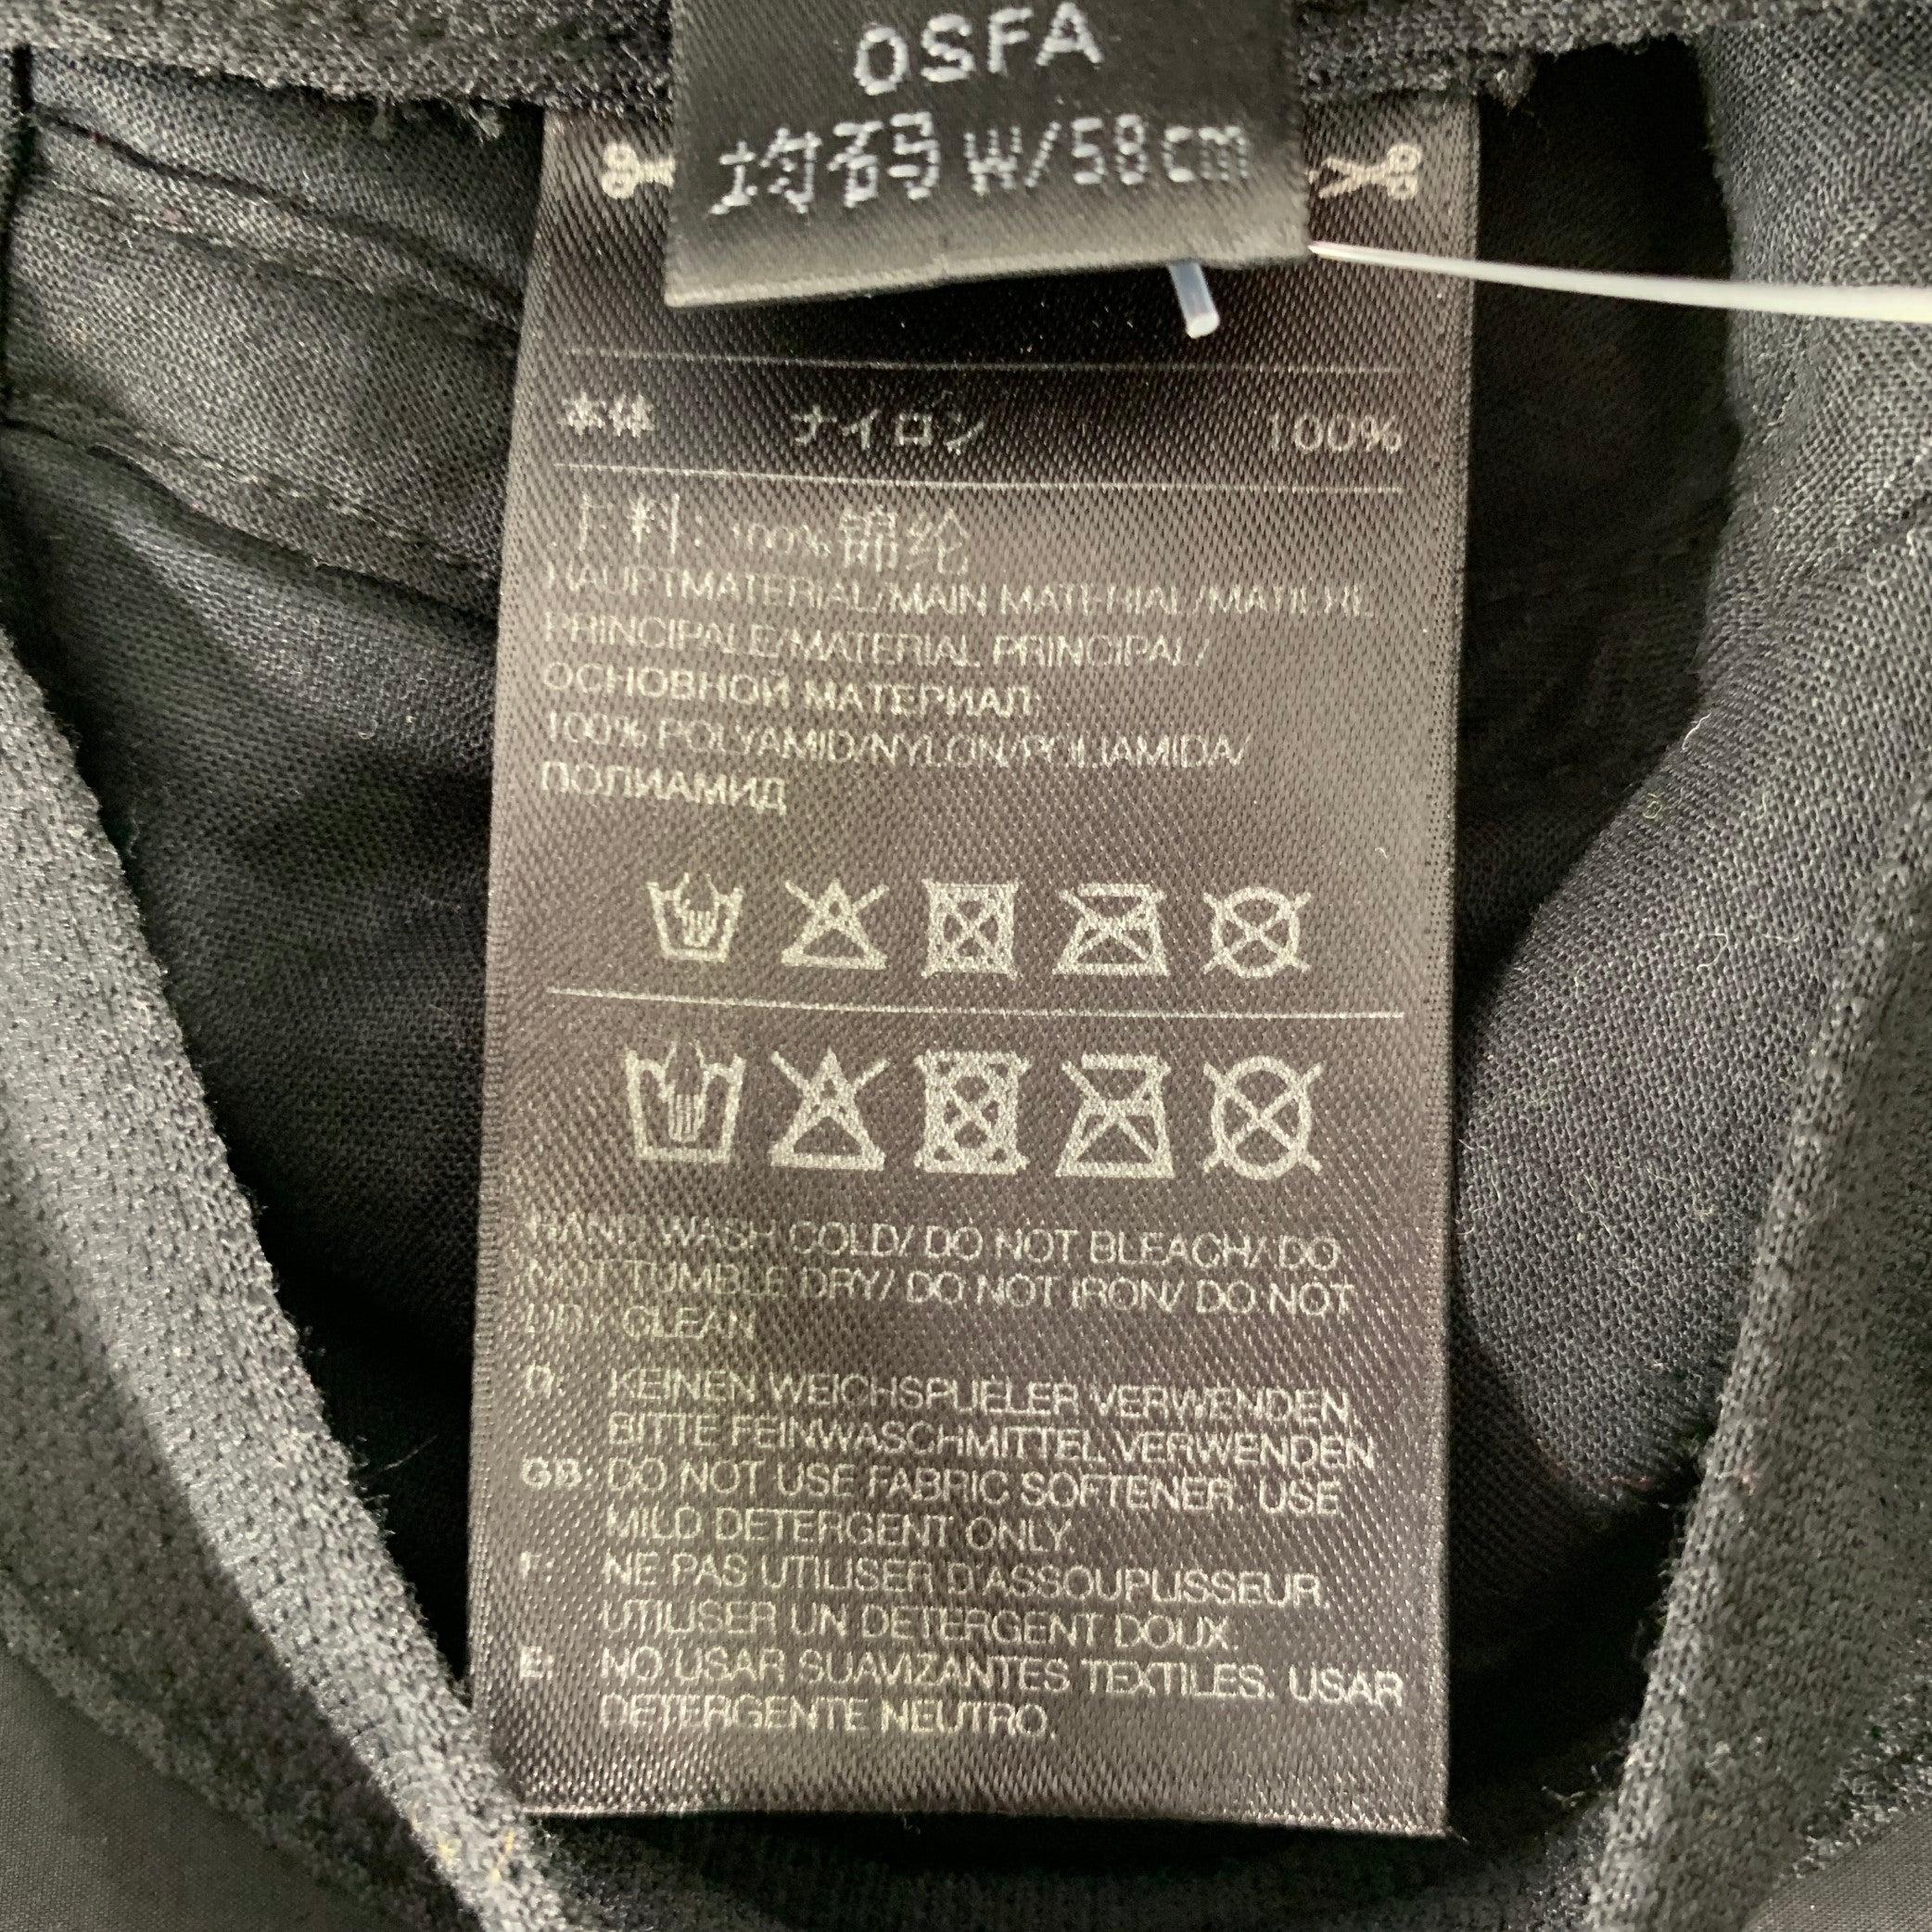 OSFA
均码 W/58cm
本体 ナイロン 100%
面料: 100%锦纶
HAUPTMATERIAL/MAIN MATERIAL/MATIERE
PRINCIPALE/MATERIAL PRINCIPAL/
ОСНОВНОЙ МАТЕРИАЛ:
100% POLYAMID/NYLON/POLIAMIDA/
ПОЛИАМИД
HAND WASH COLD/ DO NOT BLEACH/ DO
NOT TUMBLE DRY/ DO NOT IRON/ DO NOT
DRY CLEAN
D: KEINEN WEICHSPUELER VERWENDEN.
BITTE FEINWASCHMITTEL VERWENDEN
GB: DO NOT USE FABRIC SOFTENER. USE
MILD DETERGENT ONLY.
F: NE PAS UTILISER D'ASSOUPLISSEUR.
UTILISER UN DETERGENT DOUX.
E: NO USAR SUAVIZANTES TEXTILES. USAR
DETERGENTE NEUTRO.